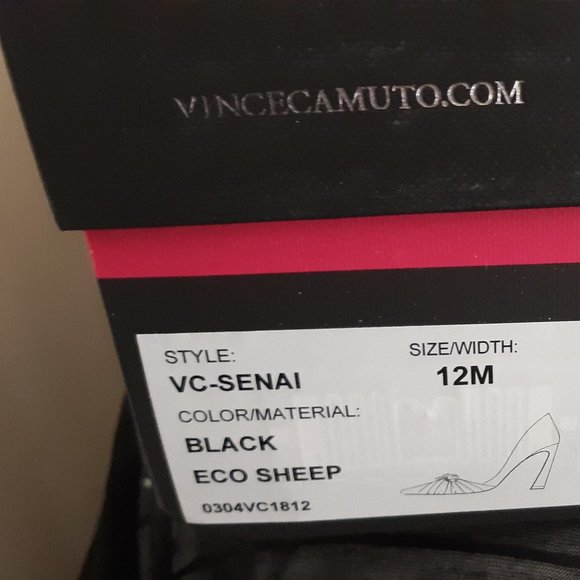 VINCECAMUTO.COM
STYLE:
VC-SENAI
SIZE/WIDTH:
12M
COLOR/MATERIAL:
BLACK
ECO SHEEP
0304VC1812